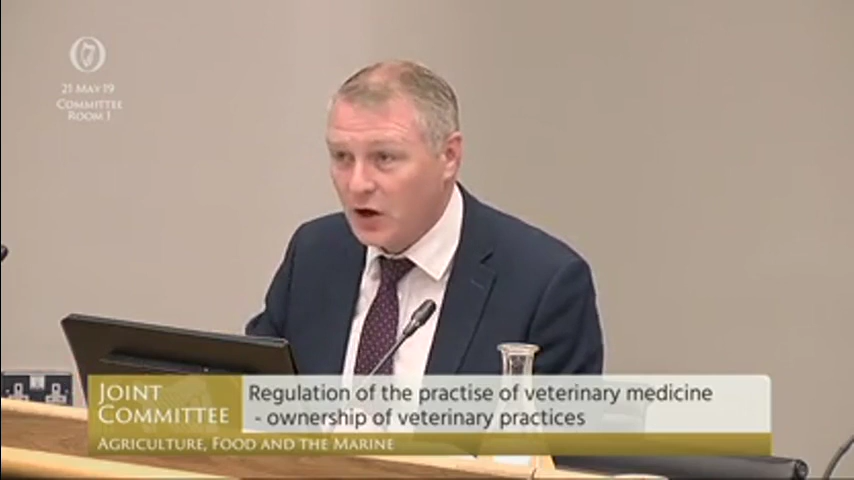 21 MAY 19
COMMITTEE
ROOM 1
JOINT
COMMITTEE
Regulation of the practise of veterinary medicine
- ownership of veterinary practices
AGRICULTURE, FOOD AND THE MARINE